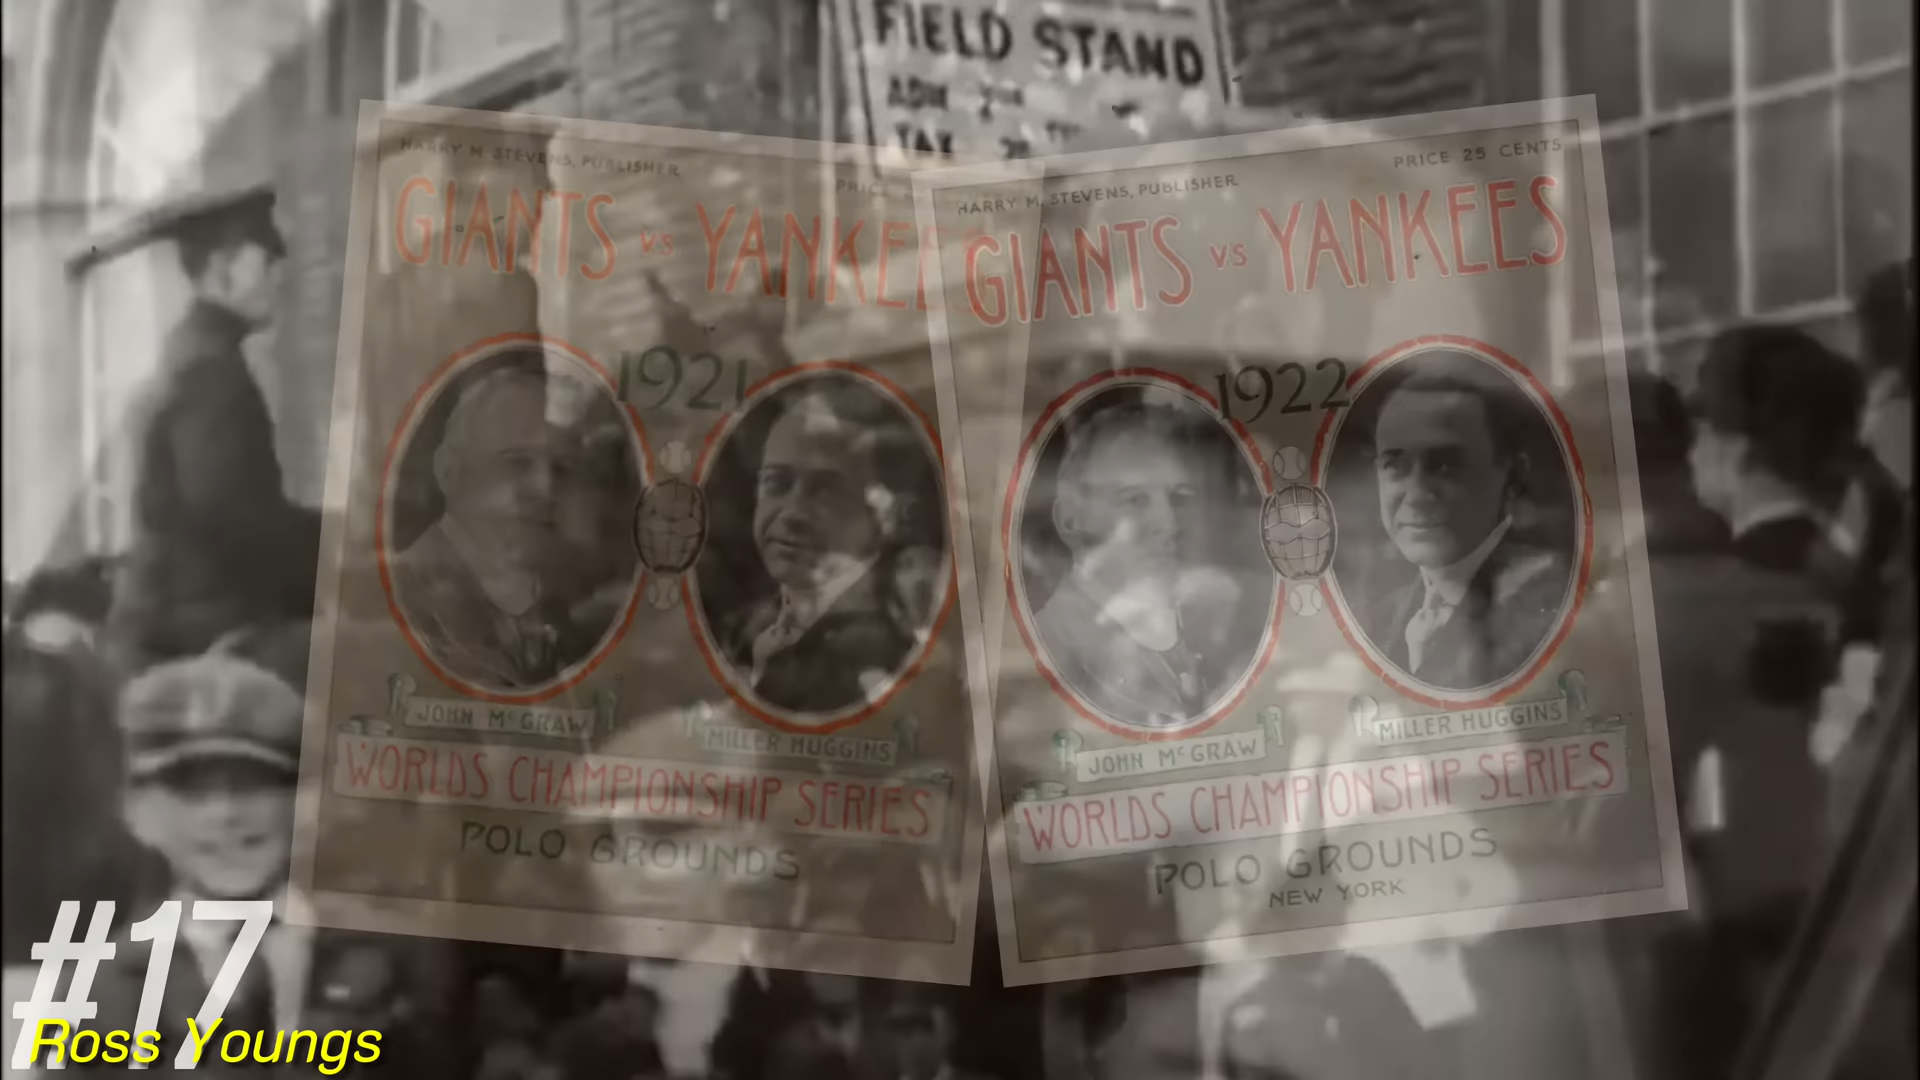 FIELD STAND
ADM
TAX
HARRY M. STEVENS, PUBLISHER
GIANTS VS YANKEES
1921
JOHN McGRAW
MILLER HUGGINS
WORLDS CHAMPIONSHIP SERIES
POLO GROUNDS
HARRY M. STEVENS, PUBLISHER
PRICE 25 CENTS
GIANTS VS YANKEES
1922
JOHN McGRAW
MILLER HUGGINS
WORLDS CHAMPIONSHIP SERIES
POLO GROUNDS
NEW YORK
#17
Ross Youngs